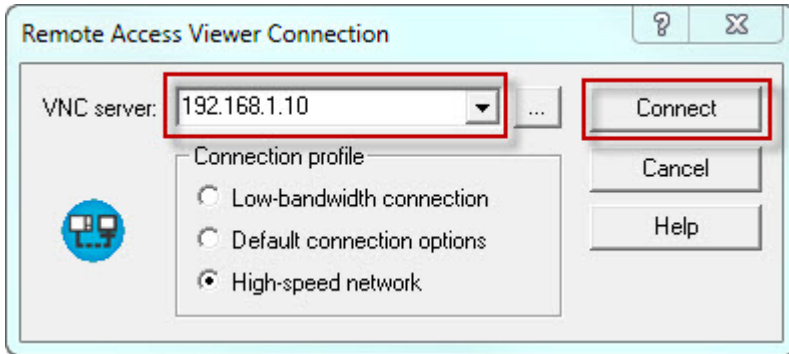 Remote Access Viewer Connection
VNC server: 192.168.1.10 ... Connect
Connection profile
Low-bandwidth connection
Default connection options
High-speed network
Cancel
Help